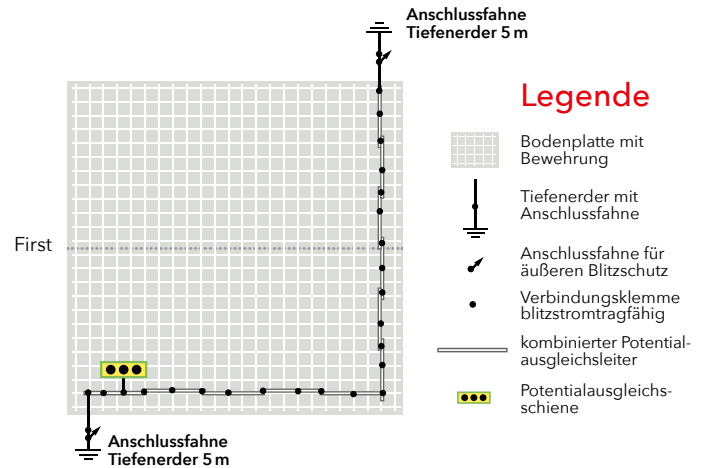 Anschlussfahne
Tiefenerder 5 m
Legende
Bodenplatte mit
Bewehrung
Tiefenerder mit
Anschlussfahne
First
Anschlussfahne für
äußeren Blitzschutz
Verbindungsklemme
blitzstromtragfähig
kombinierter Potential-
ausgleichsleiter
Potentialausgleichs-
schiene
Anschlussfahne
Tiefenerder 5 m